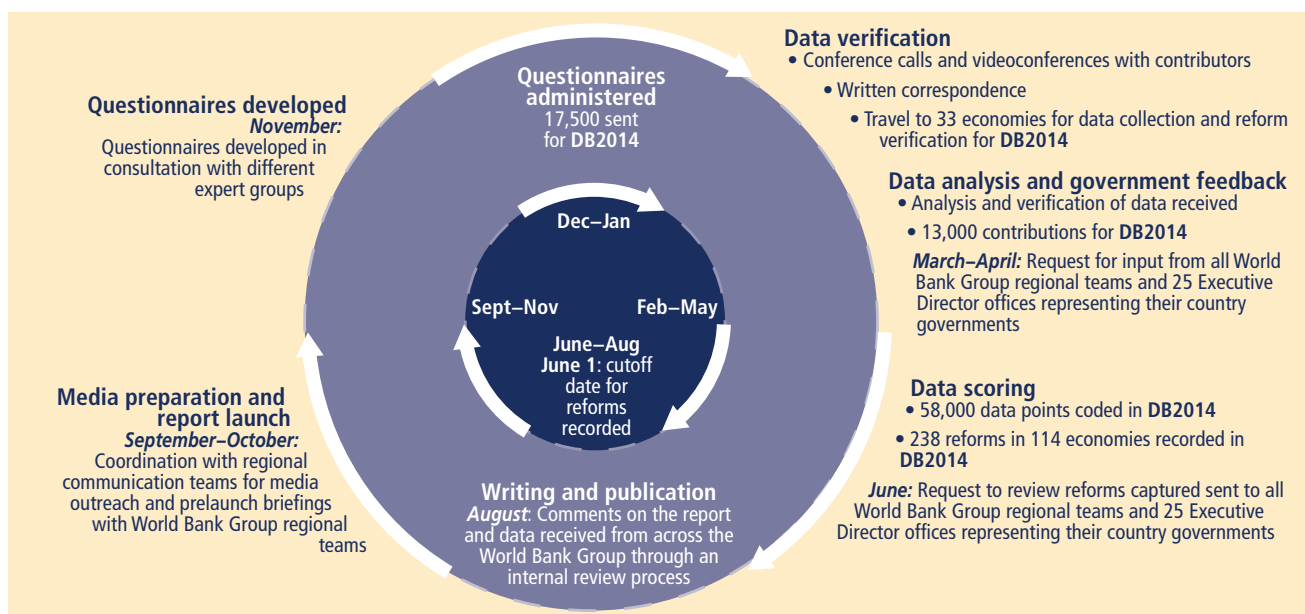 Questionnaires developed
November:
Questionnaires developed in
consultation with different
expert groups
Questionnaires
administered
17,500 sent
for DB2014
Data verification
• Conference calls and videoconferences with contributors
• Written correspondence
• Travel to 33 economies for data collection and reform
verification for DB2014
Data analysis and government feedback
• Analysis and verification of data received
• 13,000 contributions for DB2014
March–April: Request for input from all World
Bank Group regional teams and 25 Executive
Director offices representing their country
governments
Data scoring
• 58,000 data points coded in DB2014
• 238 reforms in 114 economies recorded in
DB2014
June: Request to review reforms captured sent to all
World Bank Group regional teams and 25 Executive
Director offices representing their country governments
Writing and publication
August: Comments on the report
and data received from across the
World Bank Group through an
internal review process
Media preparation and
report launch
September–October:
Coordination with regional
communication teams for media
outreach and prelaunch briefings
with World Bank Group regional
teams
Dec–Jan
Feb–May
June–Aug
June 1: cutoff
date for
reforms
recorded
Sept–Nov